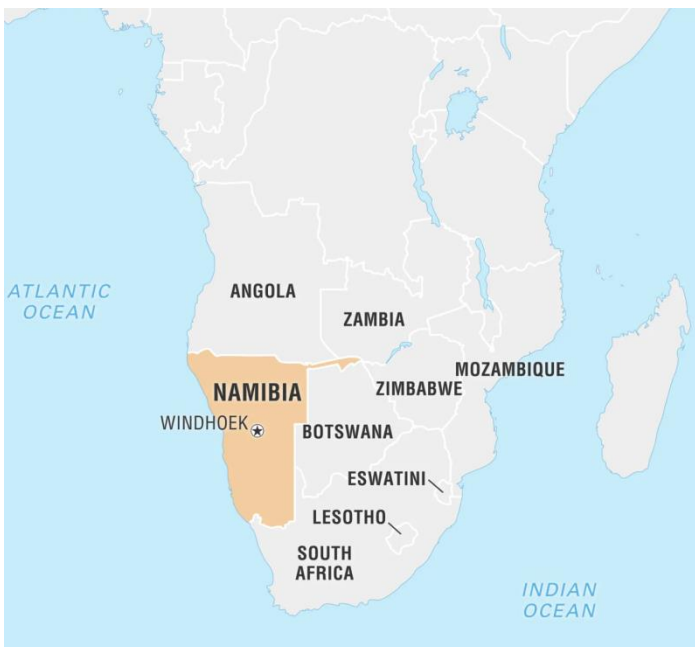 ANGOLA
ATLANTIC
OCEAN
ZAMBIA
MOZAMBIQUE
NAMIBIA
ZIMBABWE
WINDHOEK
BOTSWANA
ESWATINI
LESOTHO
SOUTH
AFRICA
INDIAN
OCEAN